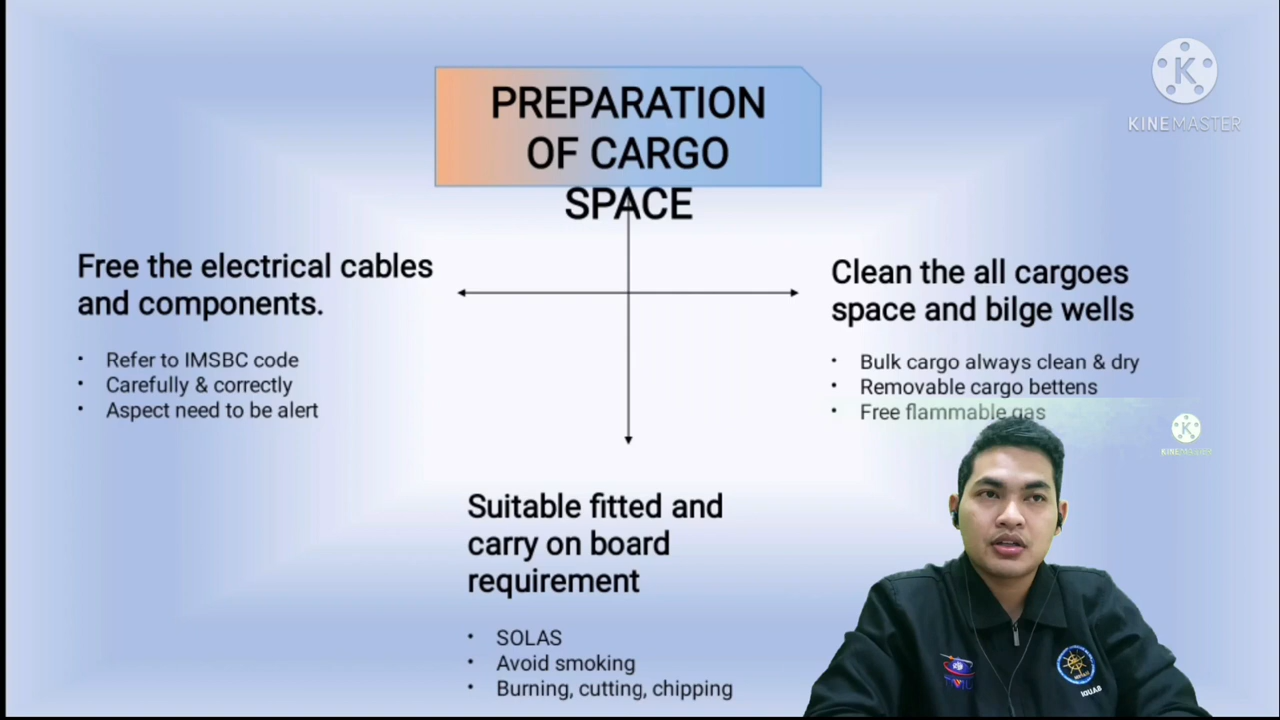 PREPARATION
OF CARGO
SPACE
KINEMASTER
Free the electrical cables
and components.
• Refer to IMSBC code
• Carefully & correctly
• Aspect need to be alert
Clean the all cargoes
space and bilge wells
• Bulk cargo always clean & dry
• Removable cargo bettens
• Free flammable gas
KINEMASTER
Suitable fitted and
carry on board
requirement
• SOLAS
• Avoid smoking
• Burning, cutting, chipping